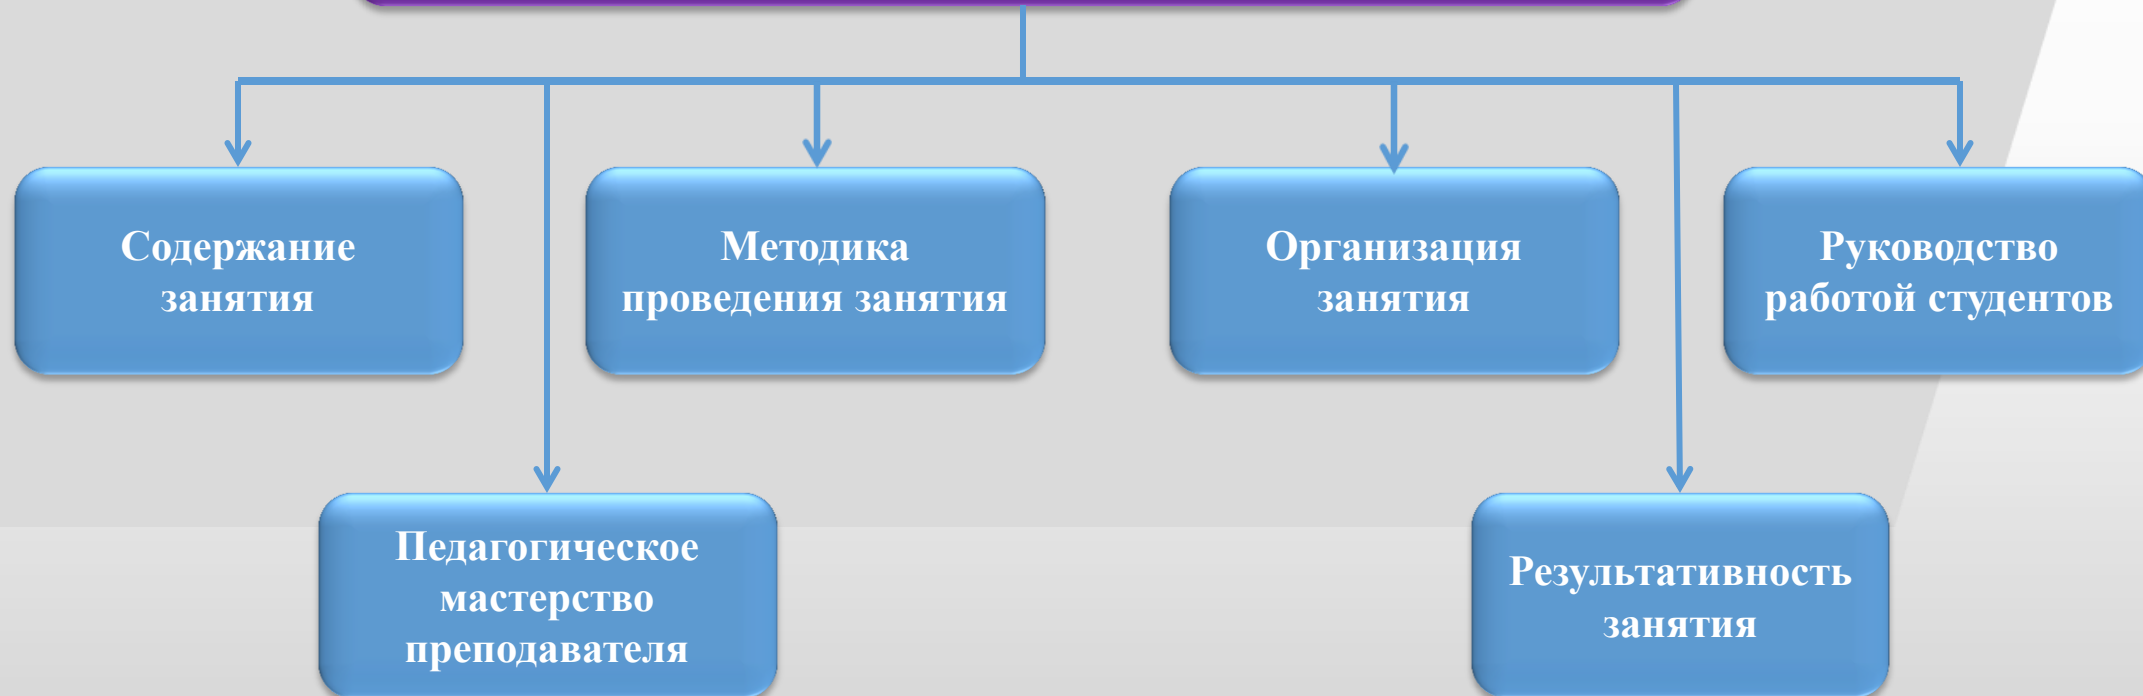 Содержание
занятия
Методика
проведения занятия
Организация
занятия
Руководство
работой студентов
Педагогическое
мастерство
преподавателя
Результативность
занятия